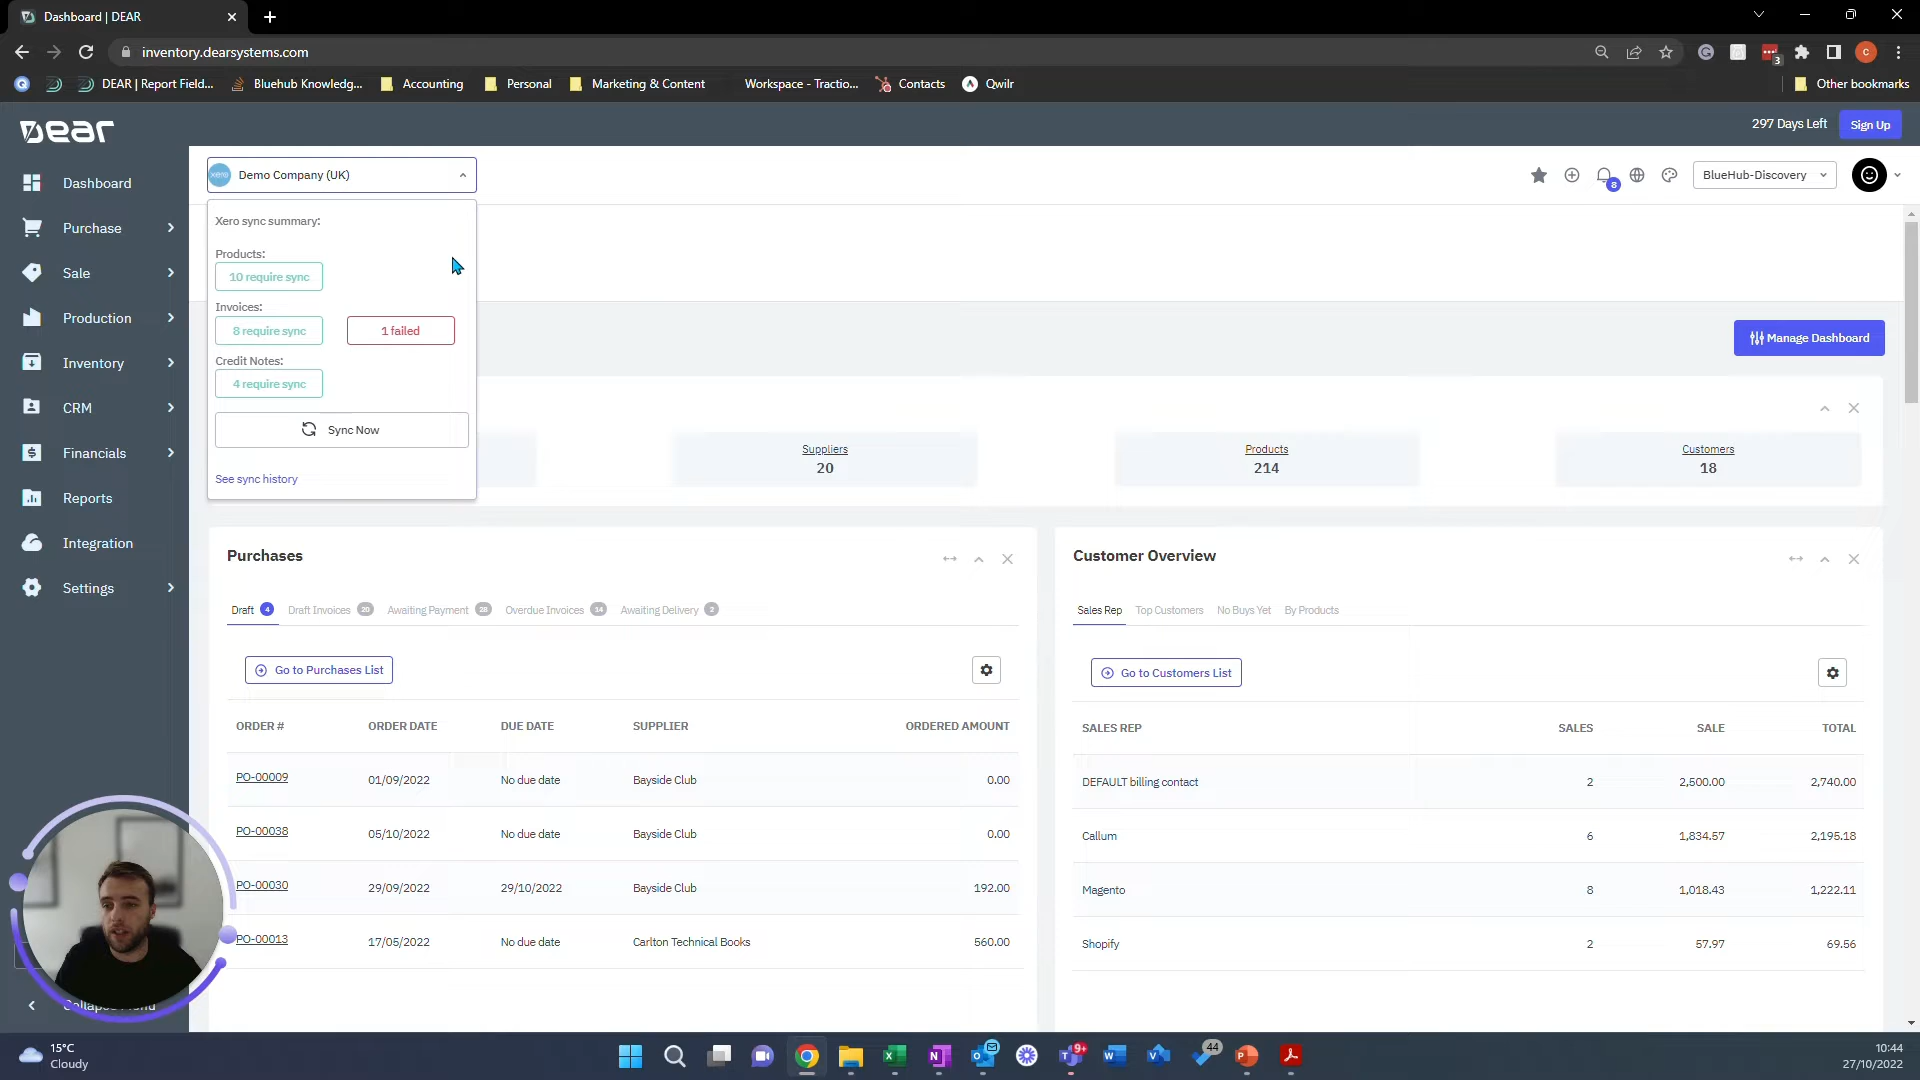 Dashboard | DEAR
inventory.dearsystems.com
3
C
DEAR | Report Field...
Bluehub Knowledg...
Accounting
Personal
Marketing & Content
Workspace - Tractio...
Contacts
Qwilr
Other bookmarks
DEAR
297 Days Left
Sign Up
Dashboard
Purchase
Sale
Production
Inventory
CRM
Financials
Reports
Integration
Settings
xero
Demo Company (UK)
8
BlueHub-Discovery
Xero sync summary:
Products:
10 require sync
Invoices:
8 require sync
1 failed
Credit Notes:
4 require sync
Sync Now
See sync history
Manage Dashboard
Suppliers
20
Products
214
Customers
18
Purchases
Draft 4 Draft Invoices 20 Awaiting Payment 28 Overdue Invoices 14 Awaiting Delivery 2
Go to Purchases List
ORDER # ORDER DATE DUE DATE SUPPLIER ORDERED AMOUNT
PO-00009 01/09/2022 No due date Bayside Club 0.00
PO-00038 05/10/2022 No due date Bayside Club 0.00
PO-00030 29/09/2022 29/10/2022 Bayside Club 192.00
PO-00013 17/05/2022 No due date Carlton Technical Books 560.00
Customer Overview
Sales Rep Top Customers No Buys Yet By Products
Go to Customers List
SALES REP SALES SALE TOTAL
DEFAULT billing contact 2 2,500.00 2,740.00
Callum 6 1,834.57 2,195.18
Magento 8 1,018.43 1,222.11
Shopify 2 57.97 69.56
15°C
Cloudy
9+
44
10:44
27/10/2022